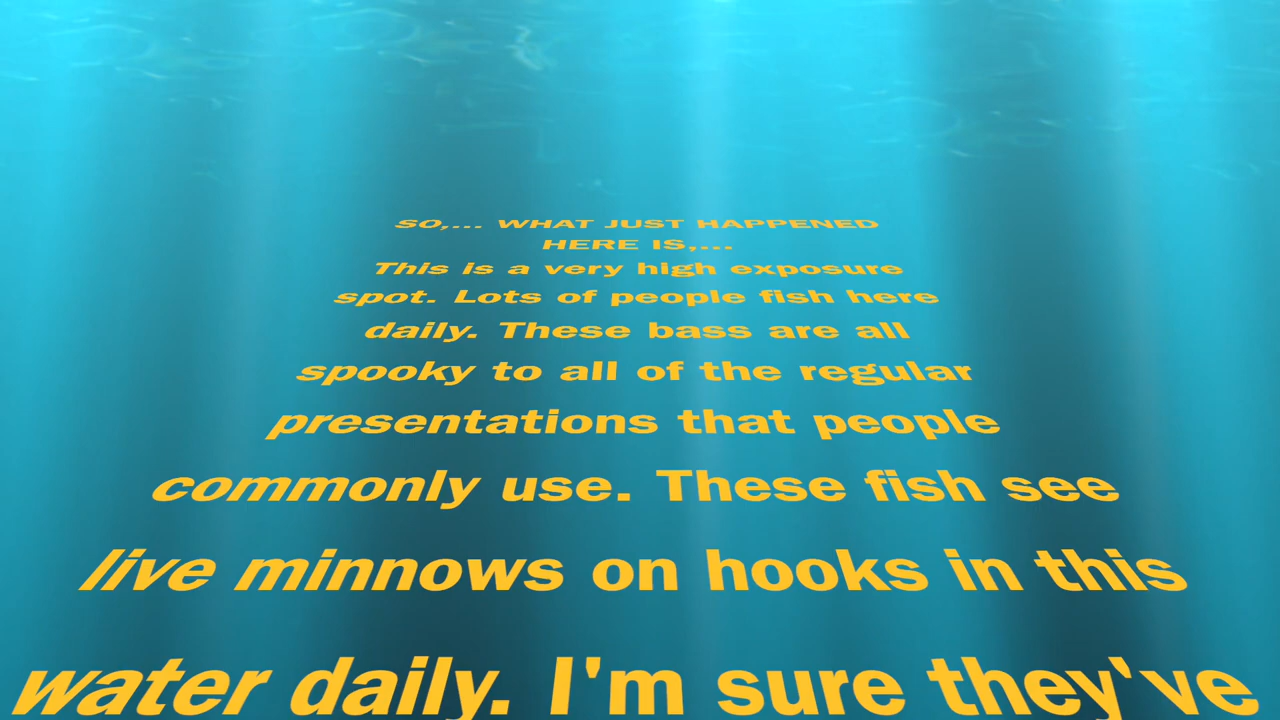 SO,... WHAT JUST HAPPENED
HERE IS,...
This is a very high exposure
spot. Lots of people fish here
daily. These bass are all
spooky to all of the regular
presentations that people
commonly use. These fish see
live minnows on hooks in this
water daily. I'm sure they've